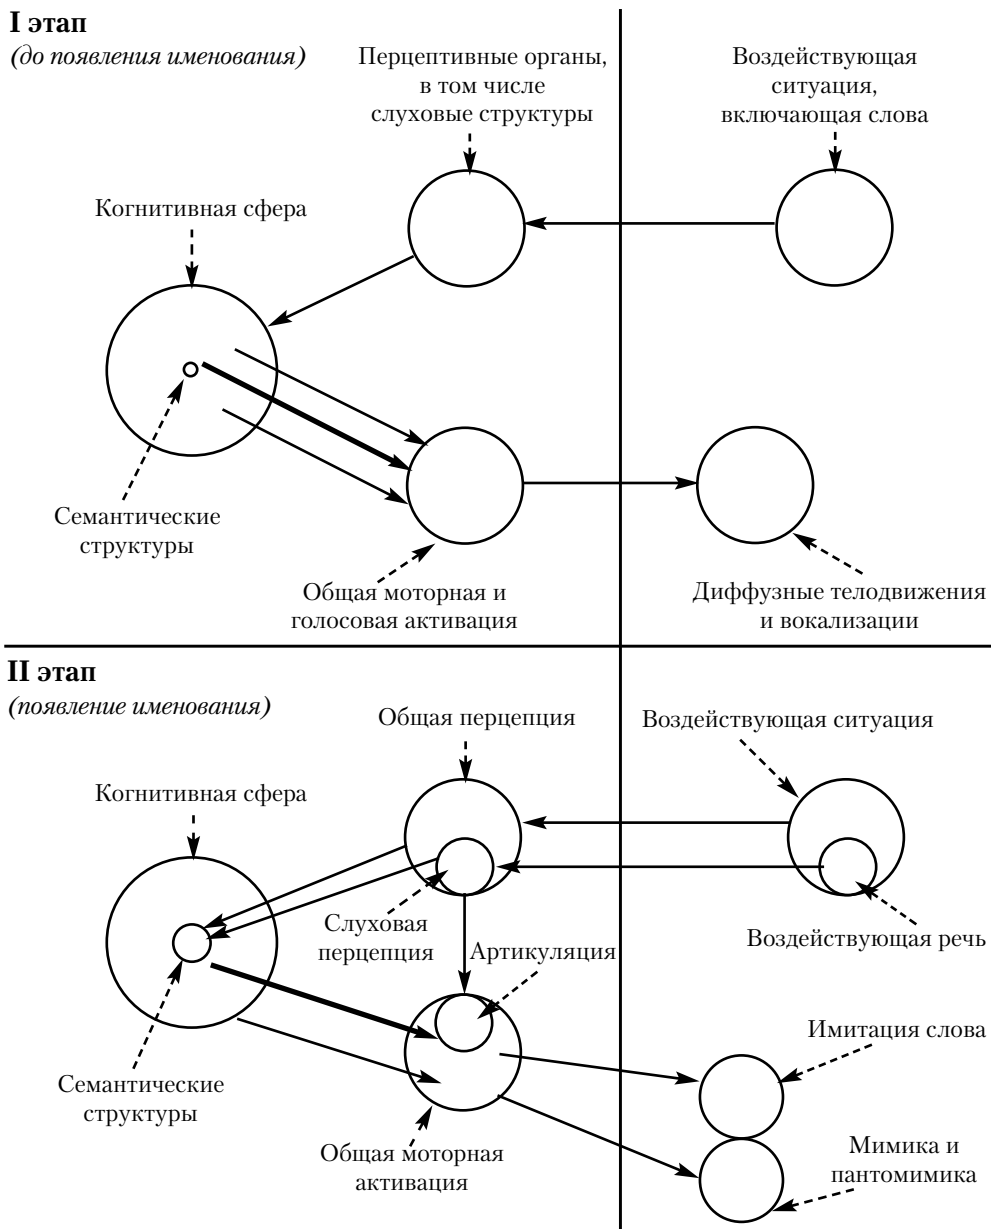 I этап
(до появления именования)
Перцептивные органы,
в том числе
слуховые структуры
Воздействующая
ситуация,
включающая слова
Когнитивная сфера
Семантические
структуры
Общая моторная и
голосовая активация
Диффузные телодвижения
и вокализации
II этап
(появление именования)
Общая перцепция
Воздействующая ситуация
Когнитивная сфера
Слуховая
перцепция
Артикуляция
Воздействующая речь
Имитация слова
Семантические
структуры
Общая моторная
активация
Мимика и
пантомимика